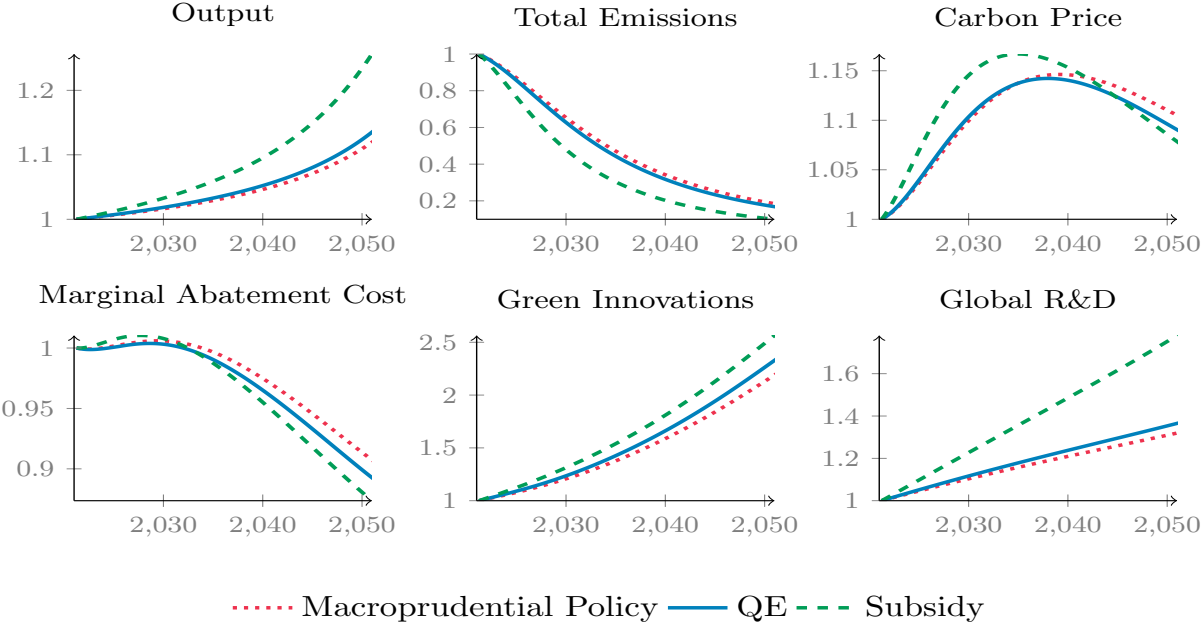 Output
Total Emissions
Carbon Price
1.2
1.1
1
2,030 2,040 2,050
1
0.8
0.6
0.4
0.2
2,030 2,040 2,050
1.15
1.1
1.05
1
2,030 2,040 2,050
Marginal Abatement Cost
Green Innovations
Global R&D
1
0.95
0.9
2,030 2,040 2,050
2.5
2
1.5
1
2,030 2,040 2,050
1.6
1.4
1.2
1
2,030 2,040 2,050
Macroprudential Policy QE Subsidy